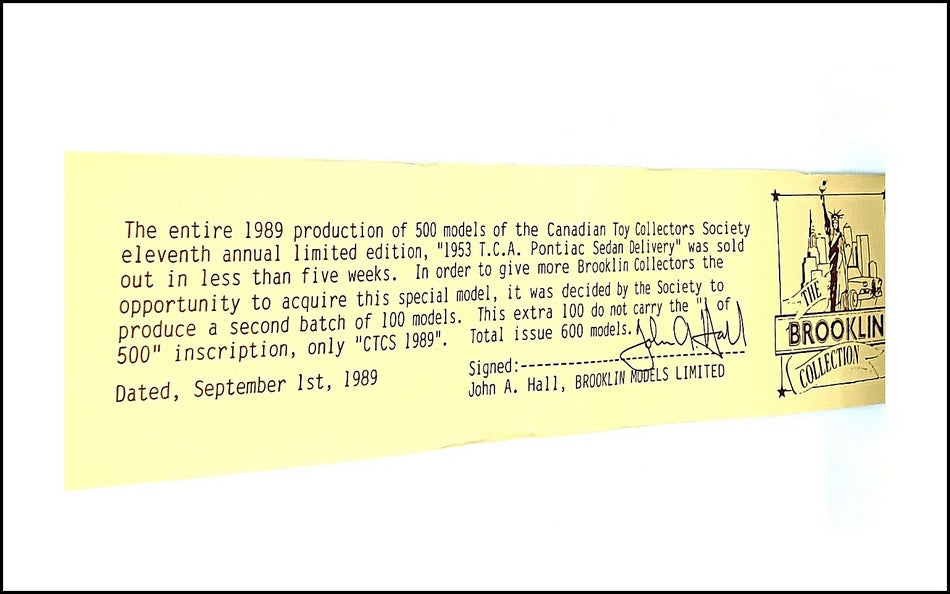 The entire 1989 production of 500 models of the Canadian Toy Collectors Society
eleventh annual limited edition, "1953 T.C.A. Pontiac Sedan Delivery" was sold
out in less than five weeks. In order to give more Brooklin Collectors the
opportunity to acquire this special model, it was decided by the Society to
produce a second batch of 100 models. This extra 100 do not carry the "1 of
500" inscription, only "CTCS 1989". Total issue 600 models.
Dated, September 1st, 1989
John A. Hall
Signed:
John A. Hall, BROOKLIN MODELS LIMITED
THE
BROOKLIN
COLLECTION